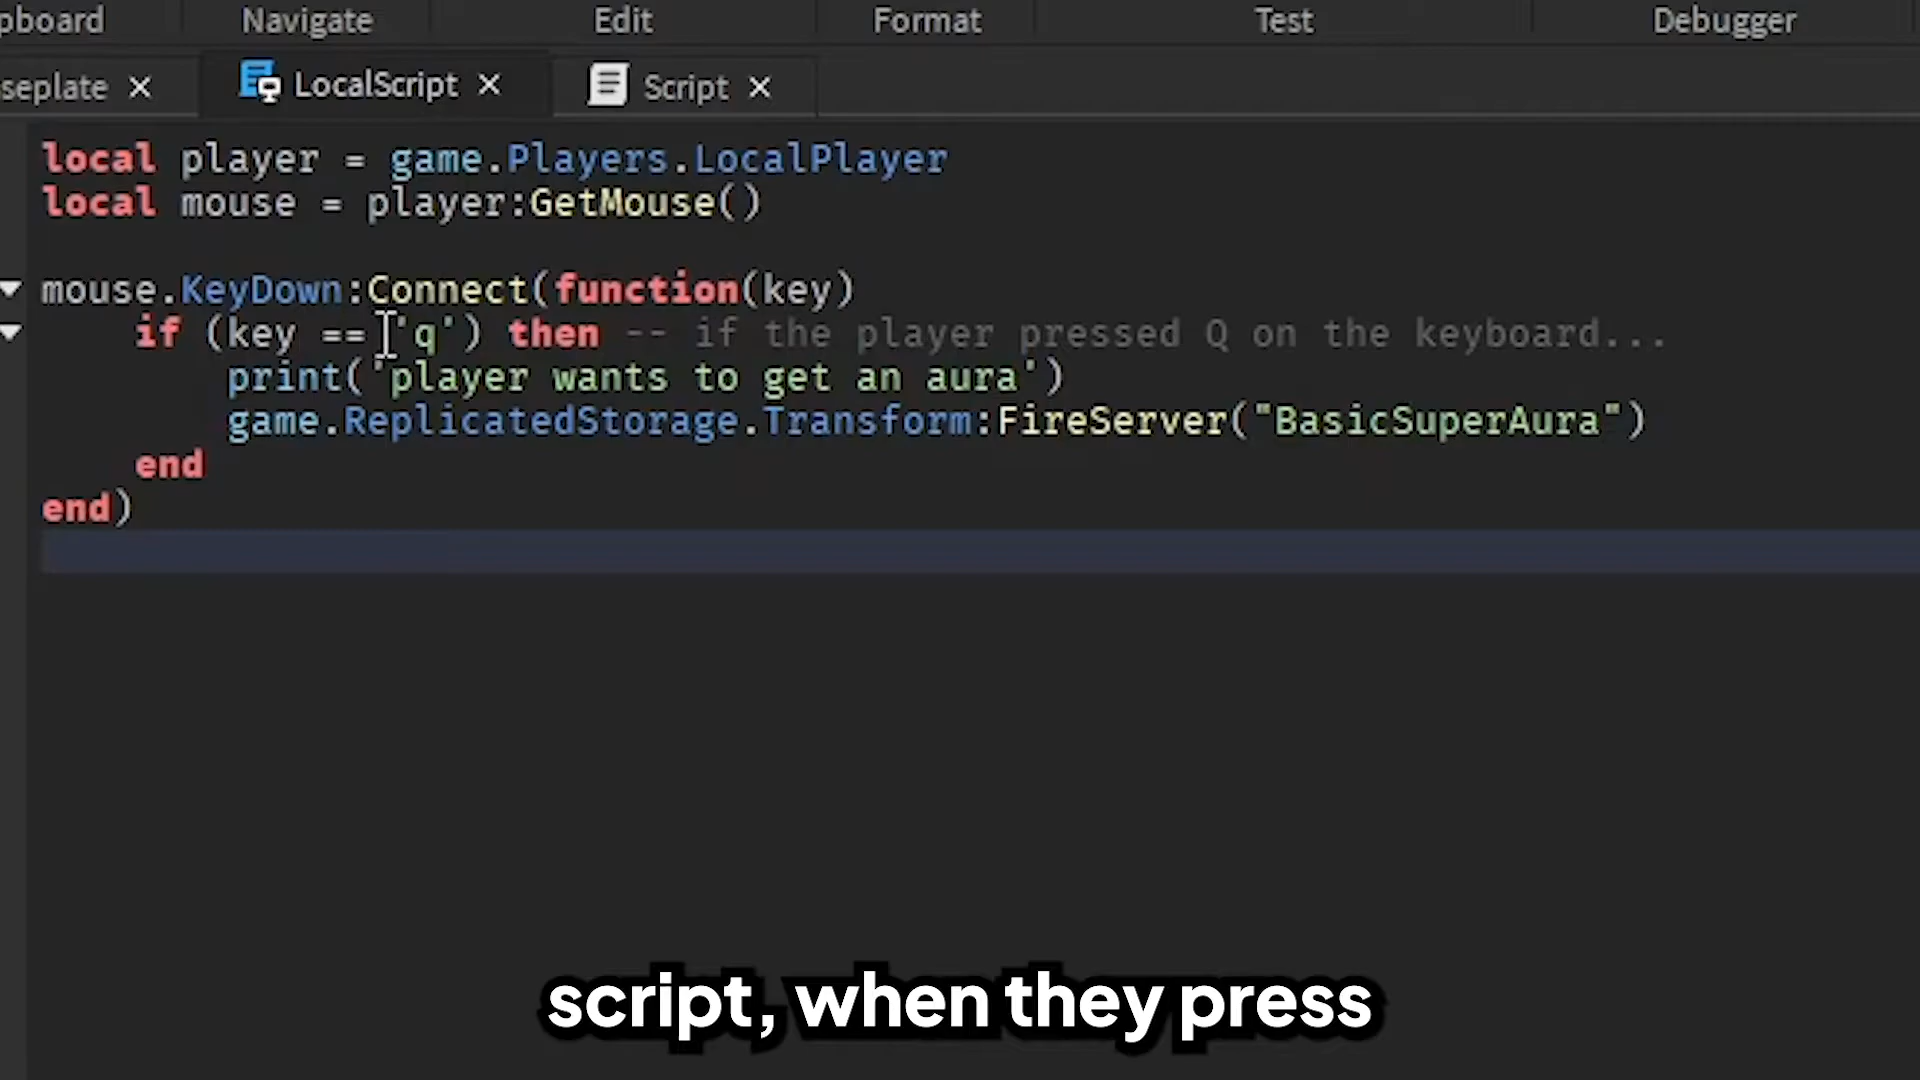 pboard Navigate Edit Format Test Debugger
seplate × LocalScript × Script ×
local player = game.Players.LocalPlayer
local mouse = player:GetMouse()
mouse.KeyDown:Connect(function(key)
if (key == 'q') then -- if the player pressed Q on the keyboard...
print('player wants to get an aura')
game.ReplicatedStorage.Transform:FireServer("BasicSuperAura")
end
end)
script, when they press